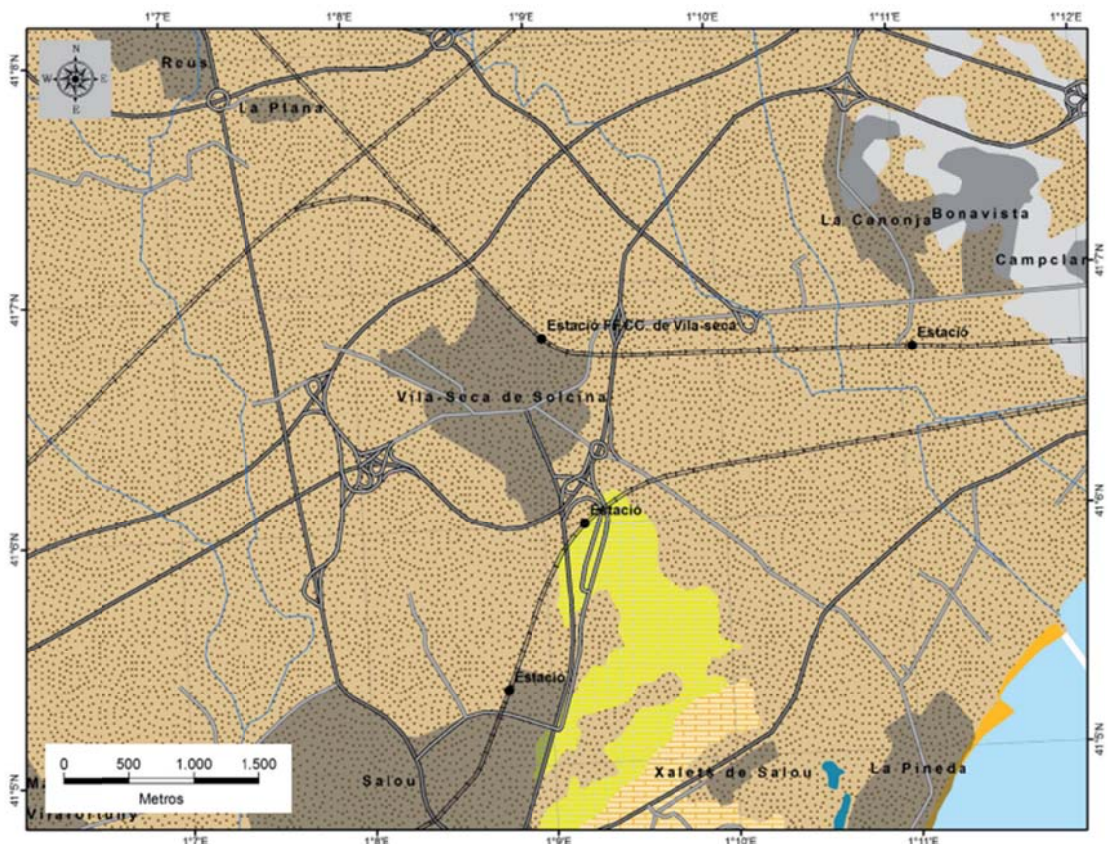 1°7'E
1°8'E
1°9'E
1°10'E
1°11'E
1°12'E
41°8'N
41°8'N
N
W
E
E
Reus
La Plana
La Canonja
Bonavista
Campclar
41°7'N
41°7'N
Estació FF.CC. de Vila-seca
Estació
Vila-Seca de Solcina
41°6'N
41°6'N
Estació
Estació
41°5'N
41°5'N
0 500 1.000 1.500
Metros
Salou
Xalets de Salou
La Pineda
Vilafortuny
1°7'E
1°8'E
1°9'E
1°10'E
1°11'E